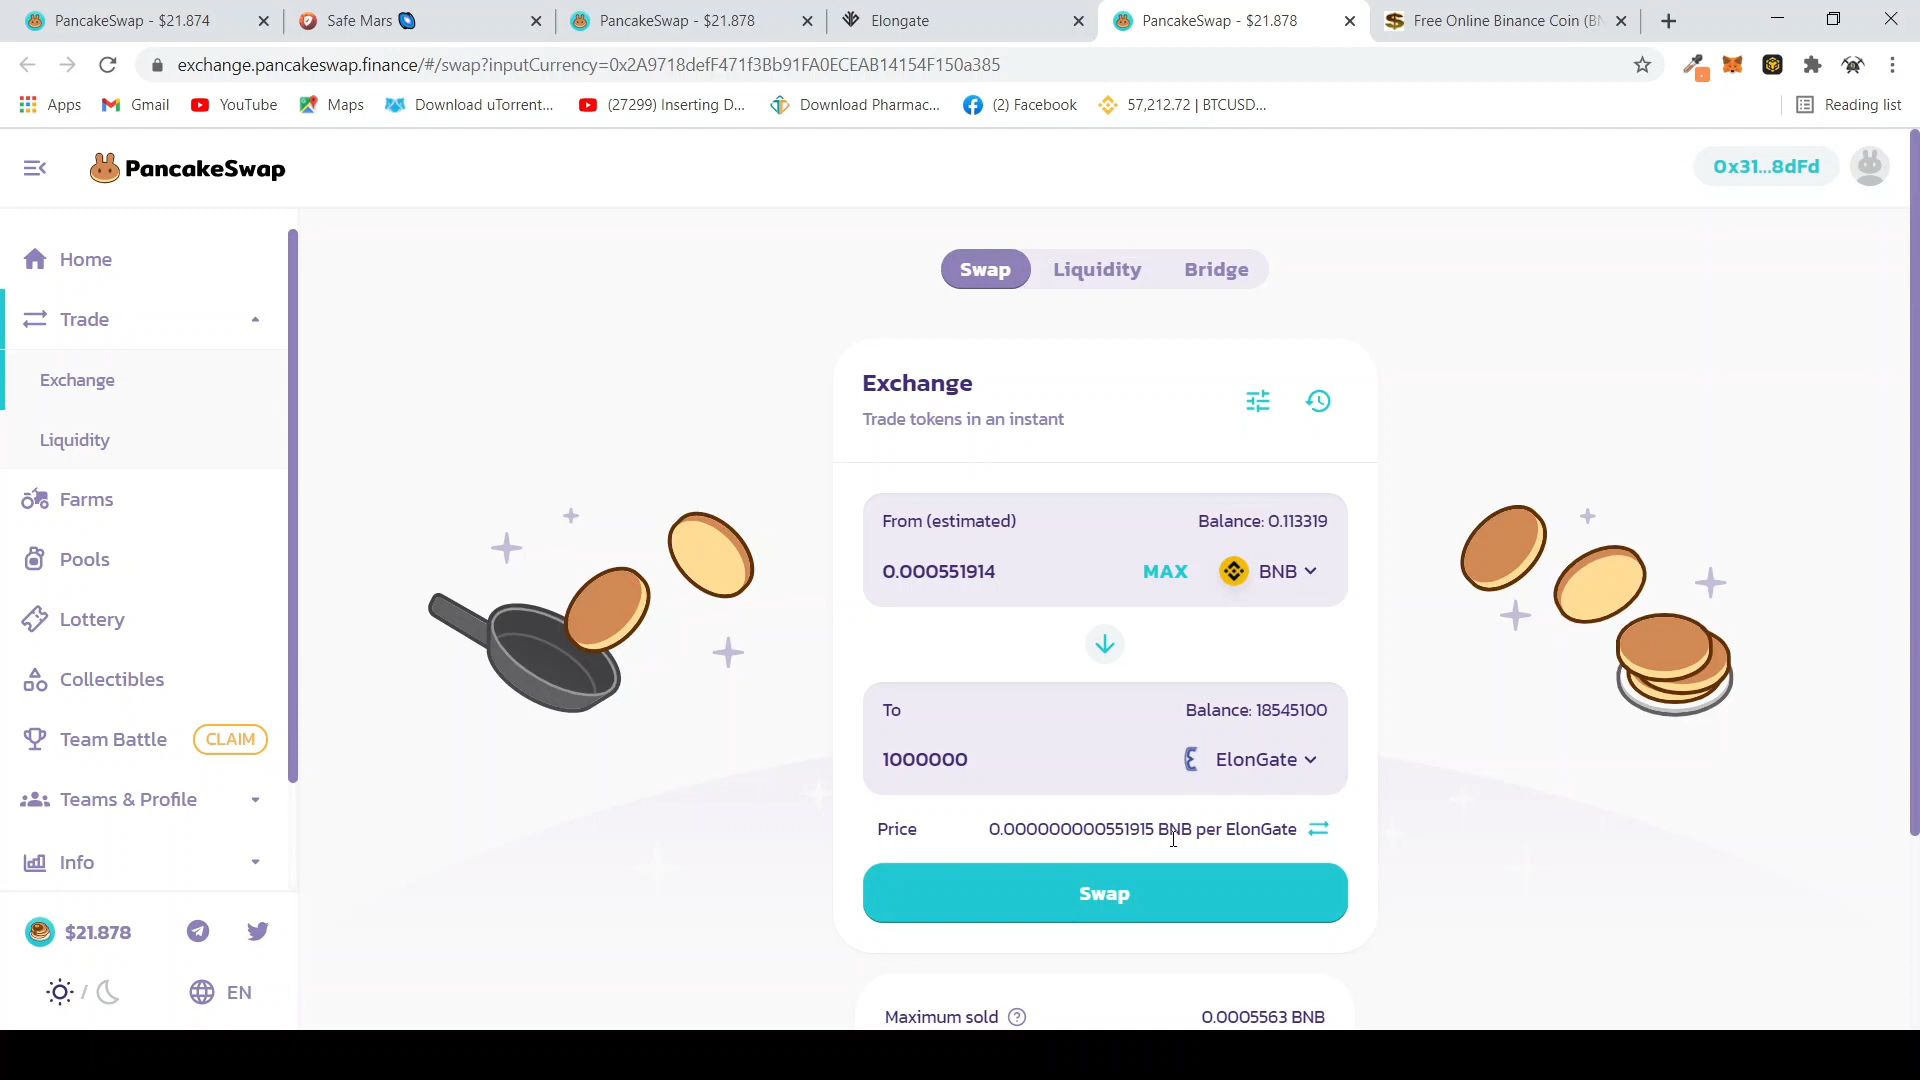 PancakeSwap - $21.874
Safe Mars
PancakeSwap - $21.878
Elongate
PancakeSwap - $21.878
Free Online Binance Coin (BN
exchange.pancakeswap.finance/#/swap?inputCurrency=0x2A9718defF471f3Bb91FA0ECEAB14154F150a385
Apps
Gmail
YouTube
Maps
Download uTorrent...
(27299) Inserting D...
Download Pharmac...
(2) Facebook
57,212.72 | BTCUSD...
Reading list
PancakeSwap
0x31...8dFd
Home
Trade
Exchange
Liquidity
Farms
Pools
Lottery
Collectibles
Team Battle
CLAIM
Teams & Profile
Info
$21.878
/
EN
Swap
Liquidity
Bridge
Exchange
Trade tokens in an instant
From (estimated)
Balance: 0.113319
0.000551914
MAX
BNB
To
Balance: 18545100
1000000
ElonGate
Price
0.000000000551915 BNB per ElonGate
Swap
Maximum sold ?
0.0005563 BNB